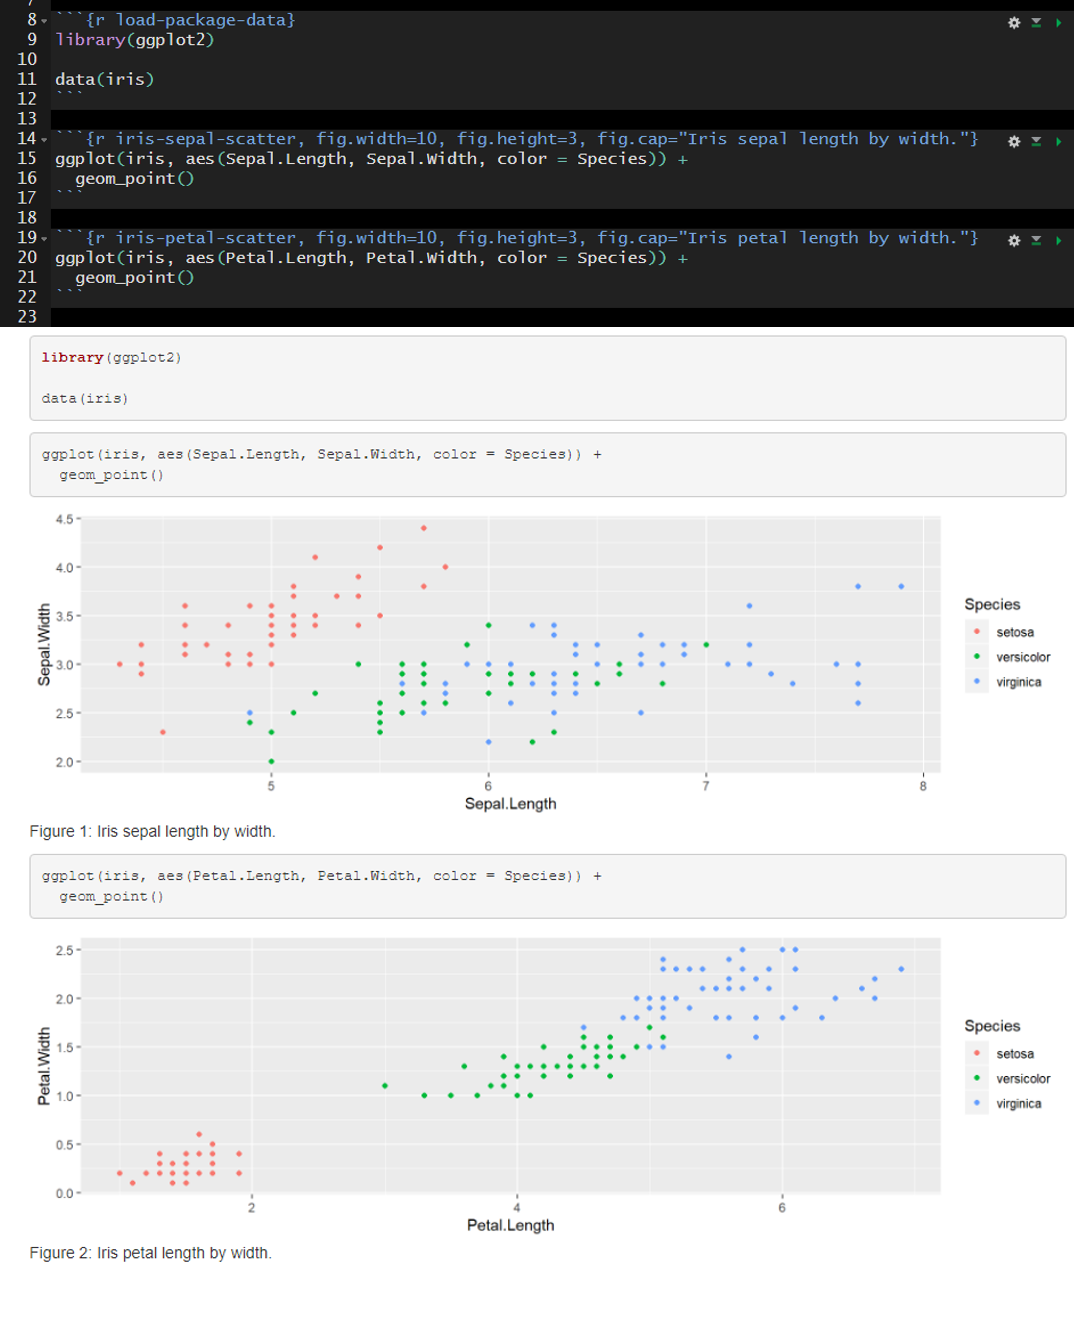 7
8 ```{r load-package-data}
9 library(ggplot2)
10
11 data(iris)
12 ```
13
14 ```{r iris-sepal-scatter, fig.width=10, fig.height=3, fig.cap="Iris sepal length by width."}
15 ggplot(iris, aes(Sepal.Length, Sepal.Width, color = Species)) +
16   geom_point()
17 ```
18
19 ```{r iris-petal-scatter, fig.width=10, fig.height=3, fig.cap="Iris petal length by width."}
20 ggplot(iris, aes(Petal.Length, Petal.Width, color = Species)) +
21   geom_point()
22 ```
23
library(ggplot2)
data(iris)
ggplot(iris, aes(Sepal.Length, Sepal.Width, color = Species)) +
  geom_point()
4.5
4.0
3.5
3.0
2.5
2.0
Sepal.Width
5 6 7 8
Sepal.Length
Species
setosa
versicolor
virginica
Figure 1: Iris sepal length by width.
ggplot(iris, aes(Petal.Length, Petal.Width, color = Species)) +
  geom_point()
2.5
2.0
1.5
1.0
0.5
0.0
Petal.Width
2 4 6
Petal.Length
Species
setosa
versicolor
virginica
Figure 2: Iris petal length by width.